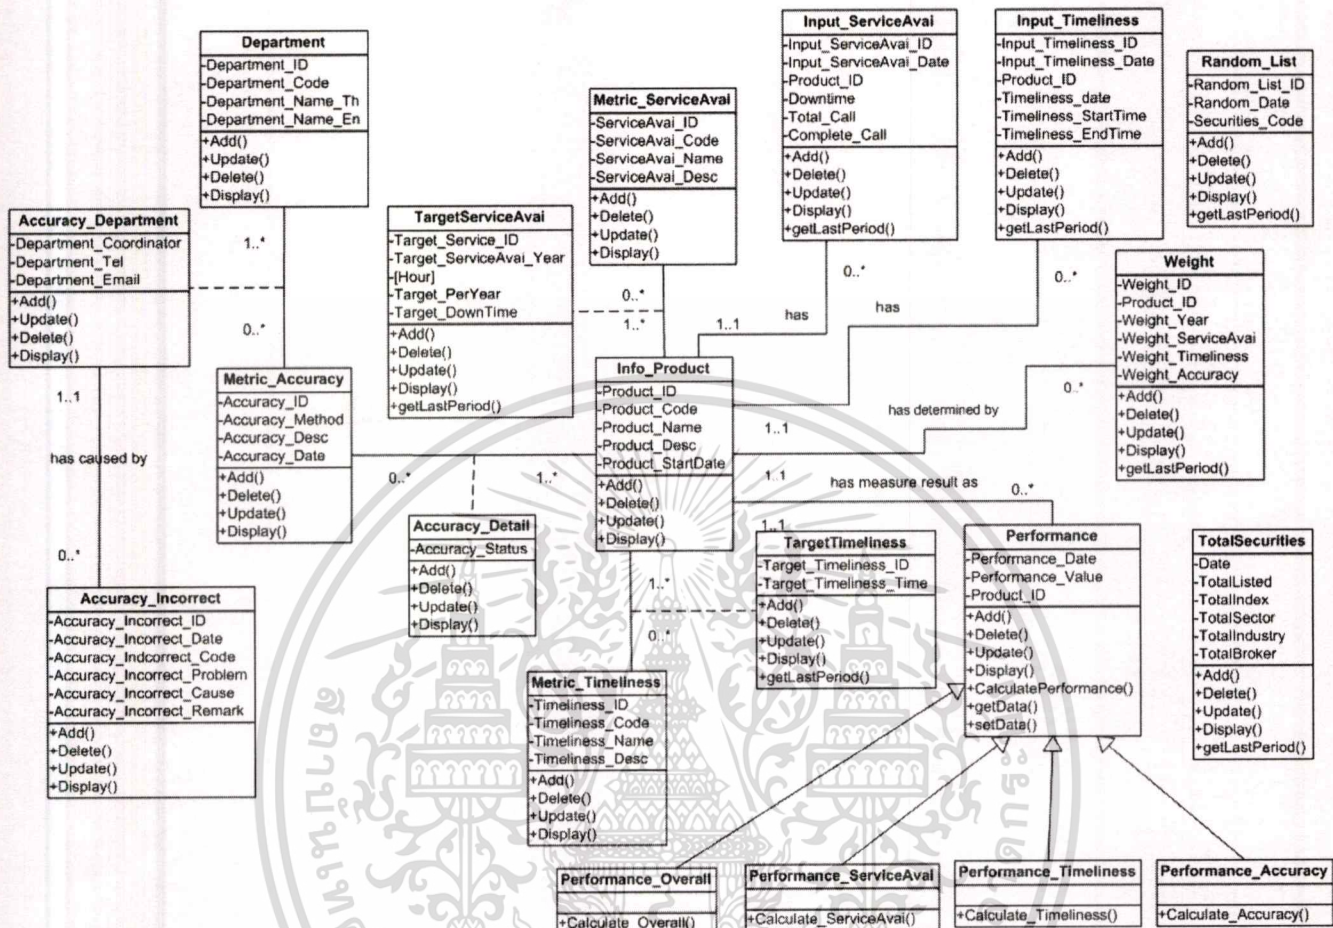 Department
-Department_ID
-Department_Code
-Department_Name_Th
-Department_Name_En
+Add()
+Update()
+Delete()
+Display()
Accuracy_Department
-Department_Coordinator
-Department_Tel
-Department_Email
+Add()
+Update()
+Delete()
+Display()
1..*
0..*
TargetServiceAvai
-Target_Service_ID
-Target_ServiceAvai_Year
-[Hour]
-Target_PerYear
-Target_DownTime
+Add()
+Delete()
+Update()
+Display()
+getLastPeriod()
Metric_ServiceAvai
-ServiceAvai_ID
-ServiceAvai_Code
-ServiceAvai_Name
-ServiceAvai_Desc
+Add()
+Delete()
+Update()
+Display()
0..*
1..*
Input_ServiceAvai
-Input_ServiceAvai_ID
-Input_ServiceAvai_Date
-Product_ID
-Downtime
-Total_Call
-Complete_Call
+Add()
+Delete()
+Update()
+Display()
+getLastPeriod()
0..*
has
1..1
Input_Timeliness
-Input_Timeliness_ID
-Input_Timeliness_Date
-Product_ID
-Timeliness_date
-Timeliness_StartTime
-Timeliness_EndTime
+Add()
+Delete()
+Update()
+Display()
+getLastPeriod()
0..*
has
Random_List
-Random_List_ID
-Random_Date
-Securities_Code
+Add()
+Delete()
+Update()
+Display()
+getLastPeriod()
Weight
-Weight_ID
-Product_ID
-Weight_Year
-Weight_ServiceAvai
-Weight_Timeliness
-Weight_Accuracy
+Add()
+Delete()
+Update()
+Display()
+getLastPeriod()
0..*
has determined by
1..1
1..1
has measure result as
0..*
1..1
Info_Product
-Product_ID
-Product_Code
-Product_Name
-Product_Desc
-Product_StartDate
+Add()
+Delete()
+Update()
+Display()
Metric_Accuracy
-Accuracy_ID
-Accuracy_Method
-Accuracy_Desc
-Accuracy_Date
+Add()
+Delete()
+Update()
+Display()
0..*
1..*
1..1
has caused by
0..*
Accuracy_Detail
-Accuracy_Status
+Add()
+Delete()
+Update()
+Display()
Accuracy_Incorrect
-Accuracy_Incorrect_ID
-Accuracy_Incorrect_Date
-Accuracy_Indcorrect_Code
-Accuracy_Incorrect_Problem
-Accuracy_Incorrect_Cause
-Accuracy_Incorrect_Remark
+Add()
+Delete()
+Update()
+Display()
TargetTimeliness
-Target_Timeliness_ID
-Target_Timeliness_Time
+Add()
+Delete()
+Update()
+Display()
+getLastPeriod()
1..*
0..*
Metric_Timeliness
-Timeliness_ID
-Timeliness_Code
-Timeliness_Name
-Timeliness_Desc
+Add()
+Delete()
+Update()
+Display()
Performance
-Performance_Date
-Performance_Value
-Product_ID
+Add()
+Delete()
+Update()
+Display()
+CalculatePerformance()
+getData()
+setData()
TotalSecurities
-Date
-TotalListed
-TotalIndex
-TotalSector
-TotalIndustry
-TotalBroker
+Add()
+Delete()
+Update()
+Display()
+getLastPeriod()
Performance_Overall
+Calculate_Overall()
Performance_ServiceAvai
+Calculate_ServiceAvai()
Performance_Timeliness
+Calculate_Timeliness()
Performance_Accuracy
+Calculate_Accuracy()